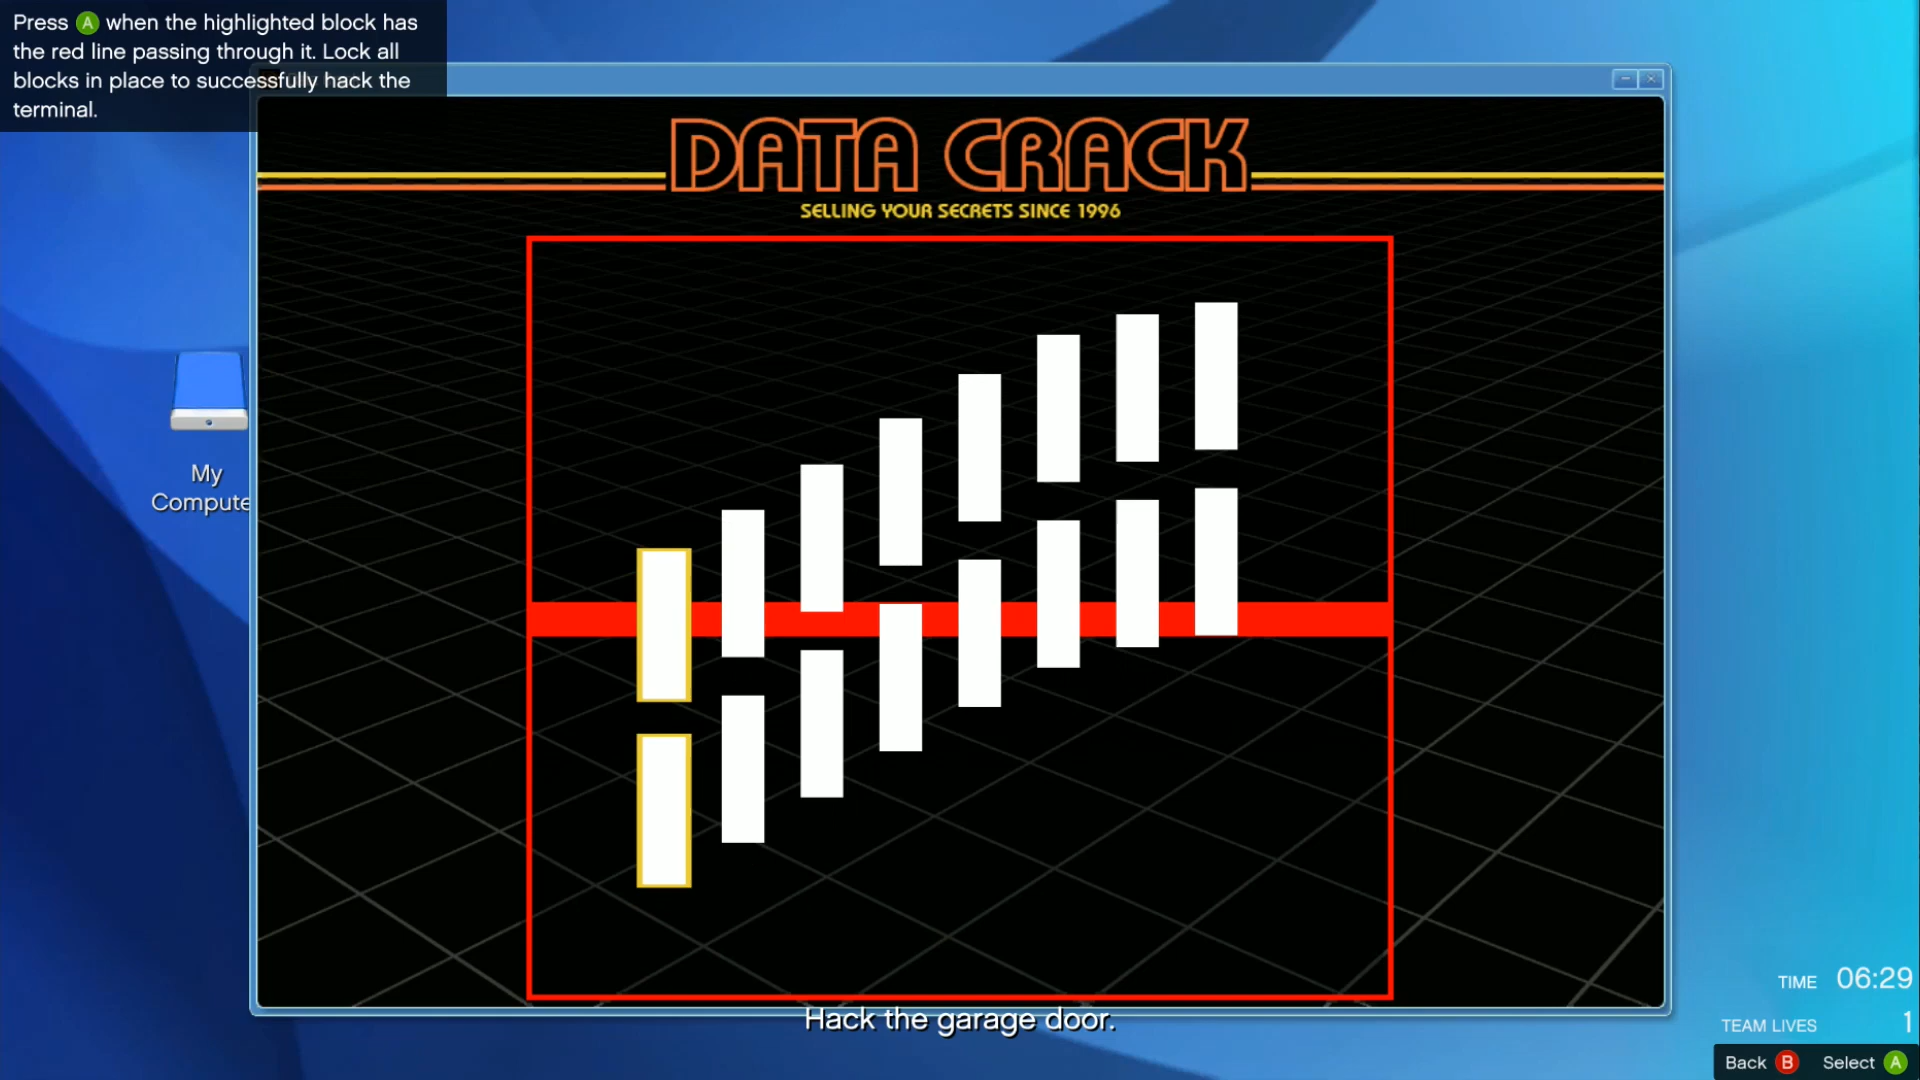 Press A when the highlighted block has
the red line passing through it. Lock all
blocks in place to successfully hack the
terminal.
DATA CRACK
SELLING YOUR SECRETS SINCE 1996
My
Compute
Hack the garage door.
TIME 06:29
TEAM LIVES 1
Back B Select A